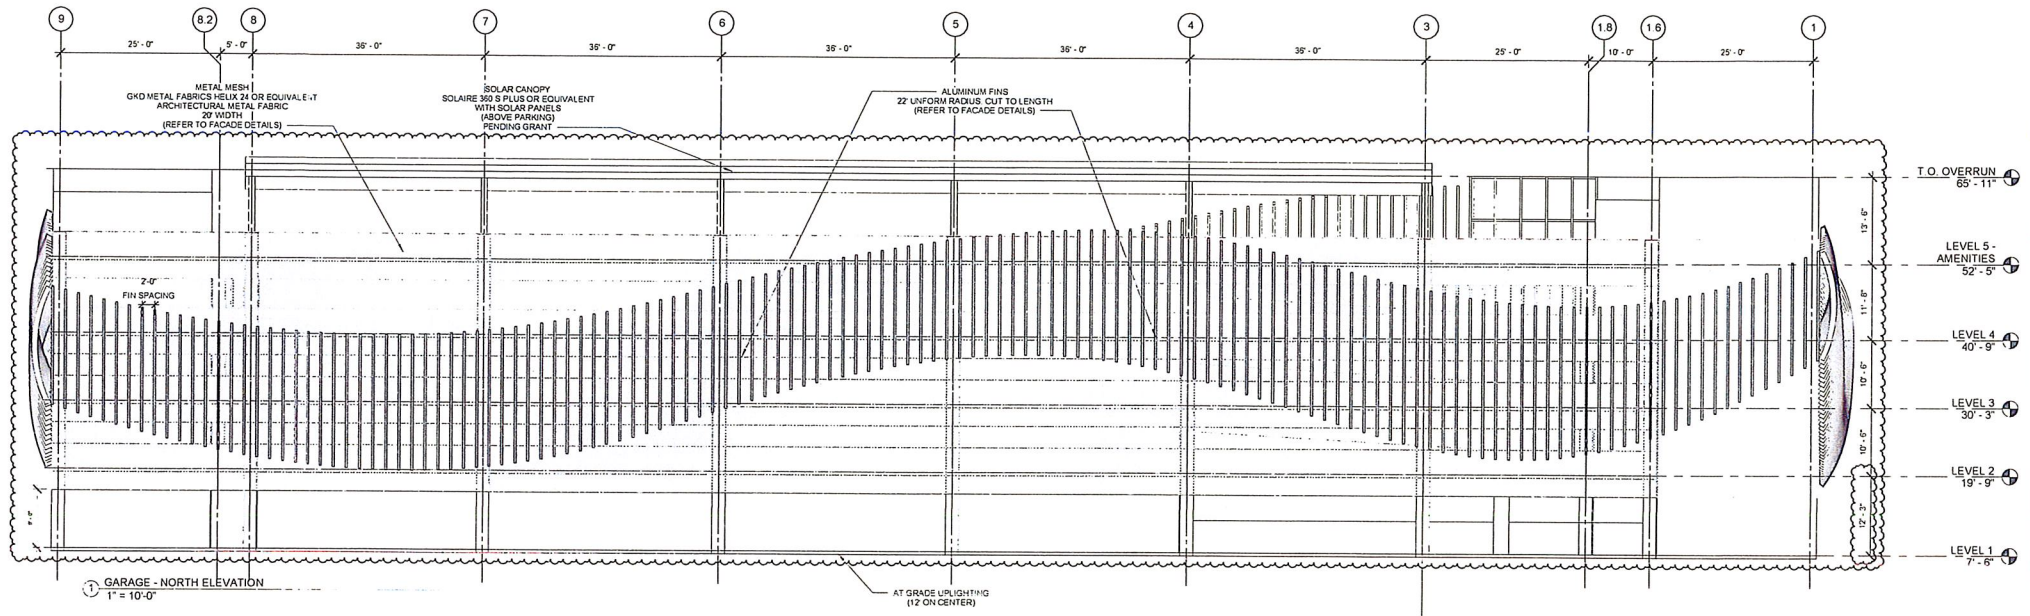 9
8.2
8
7
6
5
4
3
1.8
1.6
1
25' - 0"
5' - 0"
36' - 0"
36' - 0"
36' - 0"
36' - 0"
36' - 0"
25' - 0"
10' - 0"
25' - 0"
METAL MESH
GKD METAL FABRICS HELIX 24 OR EQUIVALENT
ARCHITECTURAL METAL FABRIC
20' WIDTH
(REFER TO FACADE DETAILS)
SOLAR CANOPY
SOLAIRE 360 S PLUS OR EQUIVALENT
WITH SOLAR PANELS
(ABOVE PARKING)
PENDING GRANT
ALUMINUM FINS
22' UNFORM RADIUS CUT TO LENGTH
(REFER TO FACADE DETAILS)
T.O. OVERRUN
65' - 11"
13' - 6"
LEVEL 5 -
AMENITIES
52' - 5"
11' - 8"
2'-0"
FIN SPACING
LEVEL 4
40' - 9"
10' - 6"
LEVEL 3
30' - 3"
10' - 6"
LEVEL 2
19' - 9"
12' - 3"
LEVEL 1
7' - 6"
1 GARAGE - NORTH ELEVATION
1" = 10'-0"
AT GRADE UPLIGHTING
(12' ON CENTER)